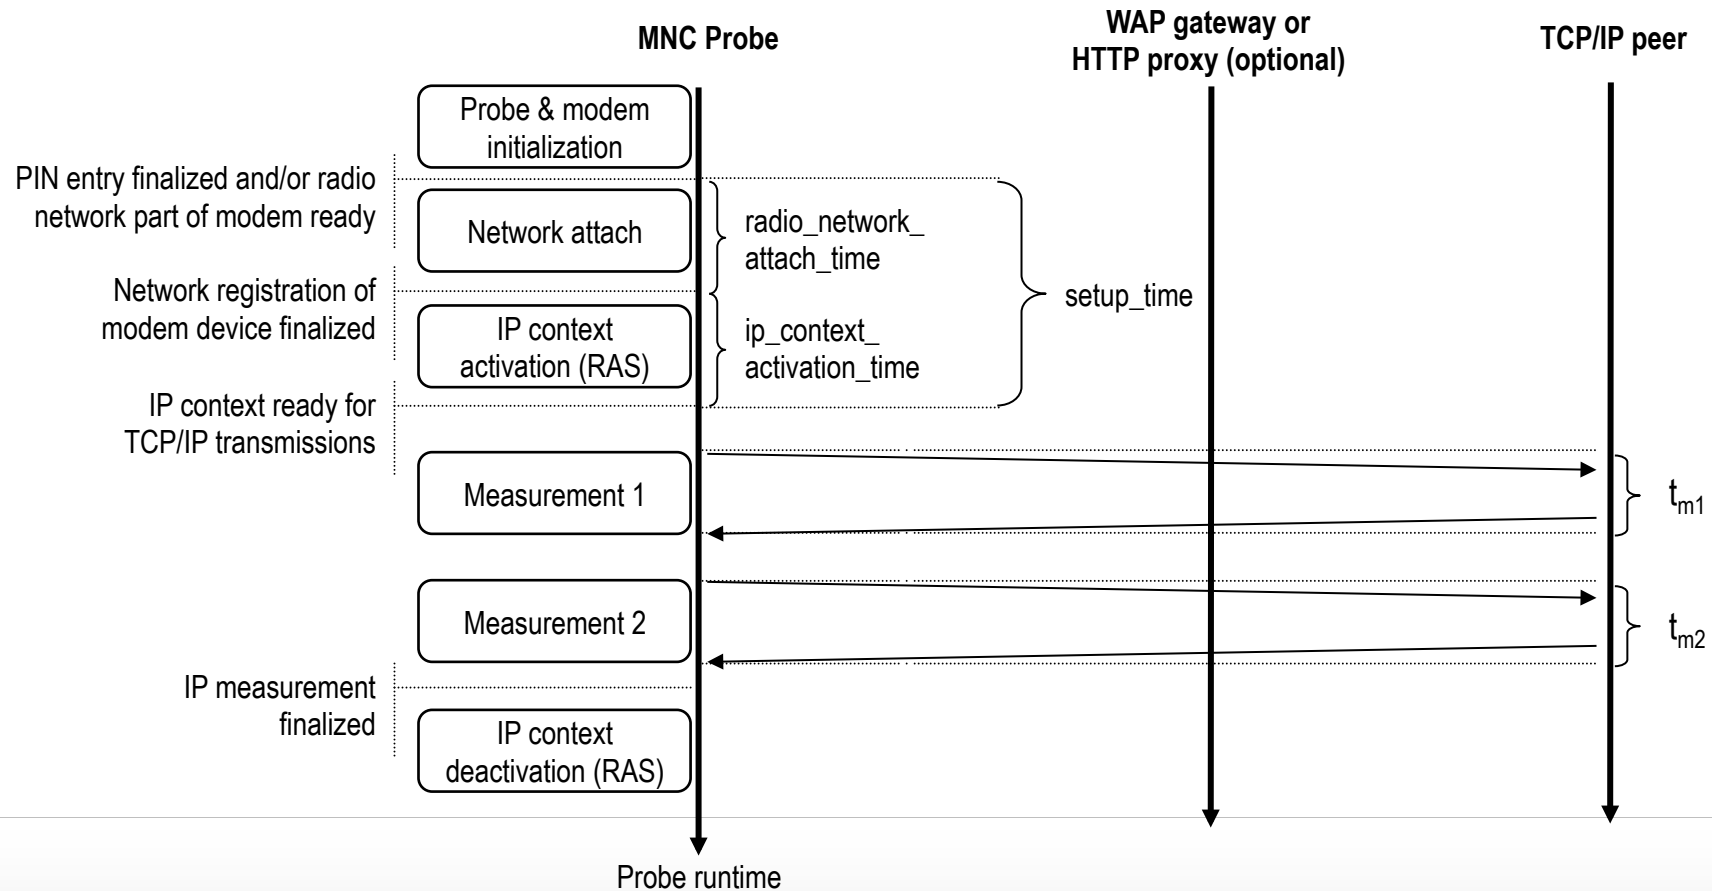 MNC Probe
WAP gateway or
HTTP proxy (optional)
TCP/IP peer
Probe & modem
initialization
PIN entry finalized and/or radio
network part of modem ready
Network attach
radio_network_
attach_time
setup_time
Network registration of
modem device finalized
IP context
activation (RAS)
ip_context_
activation_time
IP context ready for
TCP/IP transmissions
Measurement 1
tm1
Measurement 2
tm2
IP measurement
finalized
IP context
deactivation (RAS)
Probe runtime